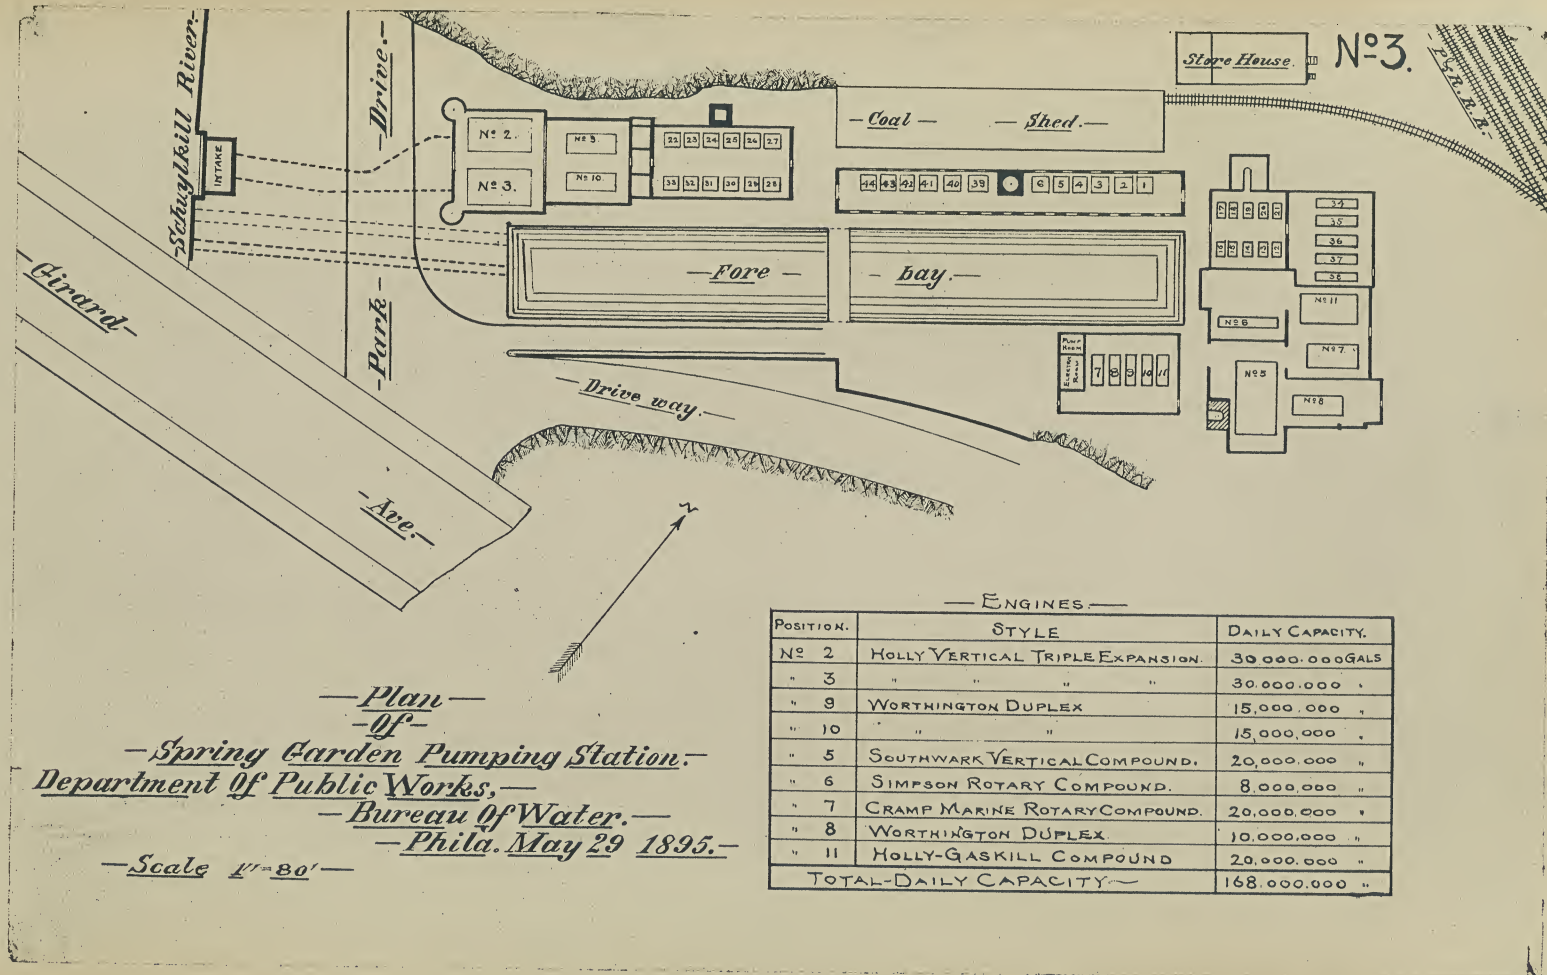 Nº3.
Store House.
P. R. R. R.
Schuylkill River.
Drive.
Park
INTAKE
Nº 2.
Nº 3.
Nº 9.
Nº 10.
22 23 24 25 26 27
33 32 31 30 29 28
Coal Shed.
44 43 42 41 40 39 6 5 4 3 2 1
Fore bay.
34
35
36
37
38
Nº 11
Nº 6
Nº 7.
Nº 5
Nº 8
PUMP
ROOM
ELECTRIC
ROOM
7 8 9 10 11
Girard
Ave.
Drive way.
N
Plan
Of
Spring Garden Pumping Station.
Department Of Public Works,
Bureau Of Water.
Phila. May 29 1895.
Scale 1"=80'
ENGINES.
POSITION. STYLE DAILY CAPACITY.
Nº 2 HOLLY VERTICAL TRIPLE EXPANSION. 30.000.000 GALS
" 3 " " " " 30.000.000 "
" 9 WORTHINGTON DUPLEX 15,000.000 "
" 10 " " 15,000,000 "
" 5 SOUTHWARK VERTICAL COMPOUND. 20,000.000 "
" 6 SIMPSON ROTARY COMPOUND. 8,000,000 "
" 7 CRAMP MARINE ROTARY COMPOUND. 20,000,000 "
" 8 WORTHINGTON DUPLEX 10,000,000 "
" 11 HOLLY-GASKILL COMPOUND 20,000.000 "
TOTAL-DAILY CAPACITY 168.000.000 "